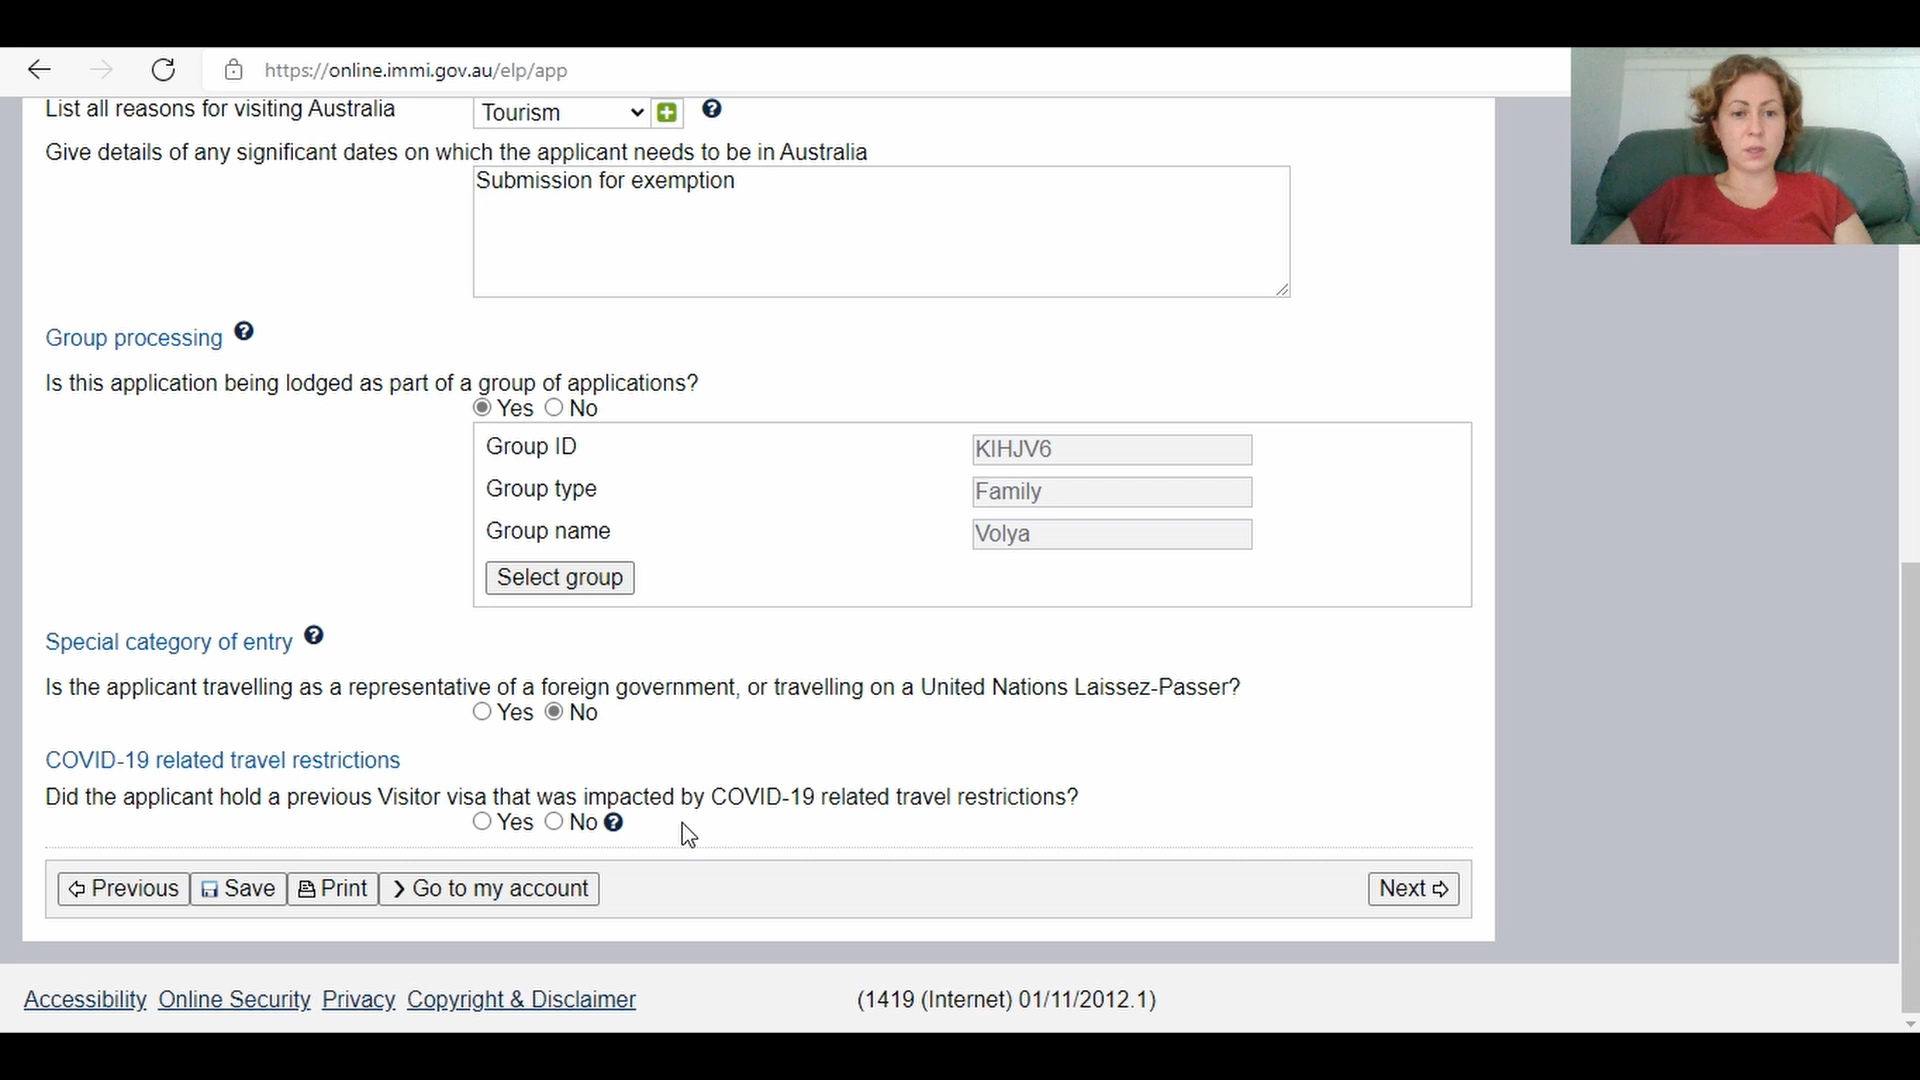 https://online.immi.gov.au/elp/app
List all reasons for visiting Australia Tourism
Give details of any significant dates on which the applicant needs to be in Australia
Submission for exemption
Group processing
Is this application being lodged as part of a group of applications?
Yes No
Group ID KIHJV6
Group type Family
Group name Volya
Select group
Special category of entry
Is the applicant travelling as a representative of a foreign government, or travelling on a United Nations Laissez-Passer?
Yes No
COVID-19 related travel restrictions
Did the applicant hold a previous Visitor visa that was impacted by COVID-19 related travel restrictions?
Yes No
Previous Save Print Go to my account Next
Accessibility Online Security Privacy Copyright & Disclaimer (1419 (Internet) 01/11/2012.1)